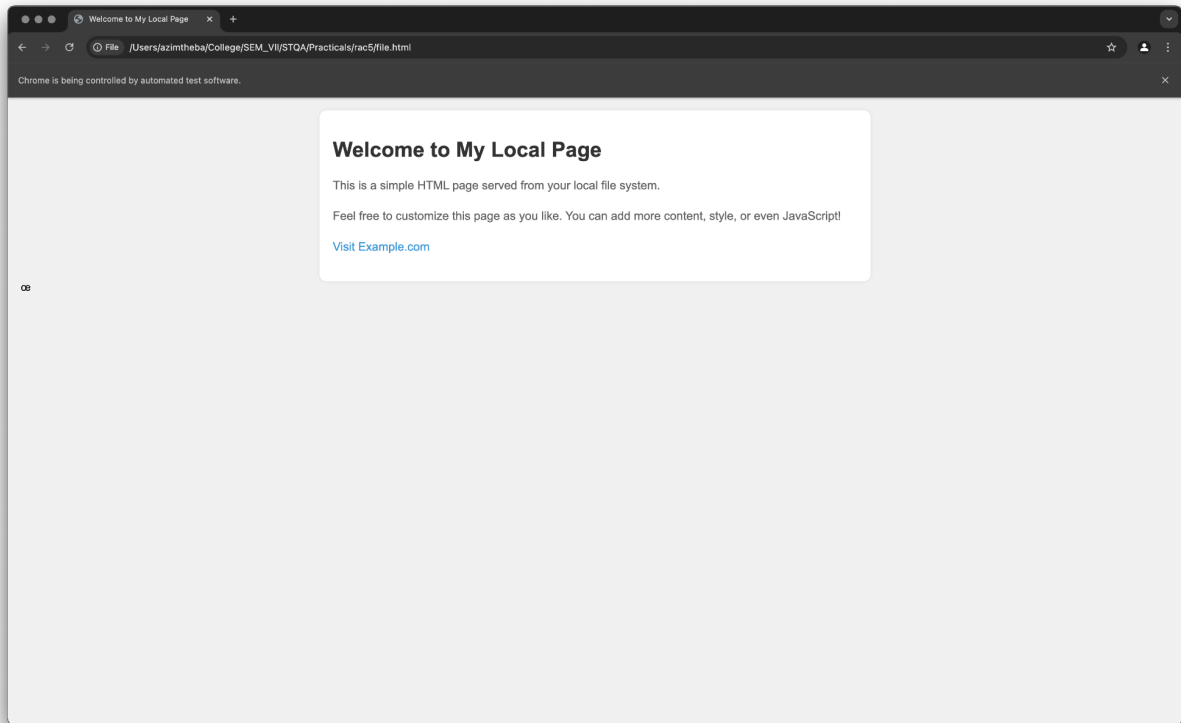 Welcome to My Local Page
File /Users/azimtheba/College/SEM_VII/STQA/Practicals/rac5/file.html
Chrome is being controlled by automated test software.
Welcome to My Local Page
This is a simple HTML page served from your local file system.
Feel free to customize this page as you like. You can add more content, style, or even JavaScript!
Visit Example.com
œ